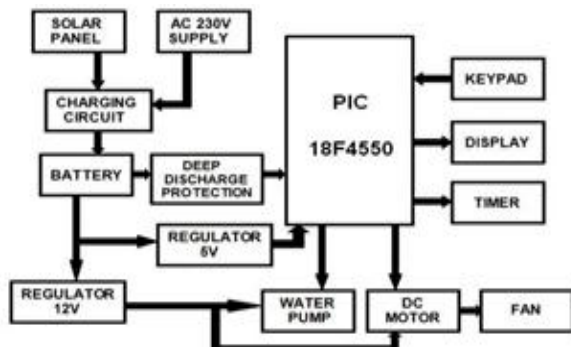 SOLAR
PANEL
AC 230V
SUPPLY
CHARGING
CIRCUIT
BATTERY
DEEP
DISCHARGE
PROTECTION
REGULATOR
5V
REGULATOR
12V
PIC
18F4550
KEYPAD
DISPLAY
TIMER
WATER
PUMP
DC
MOTOR
FAN